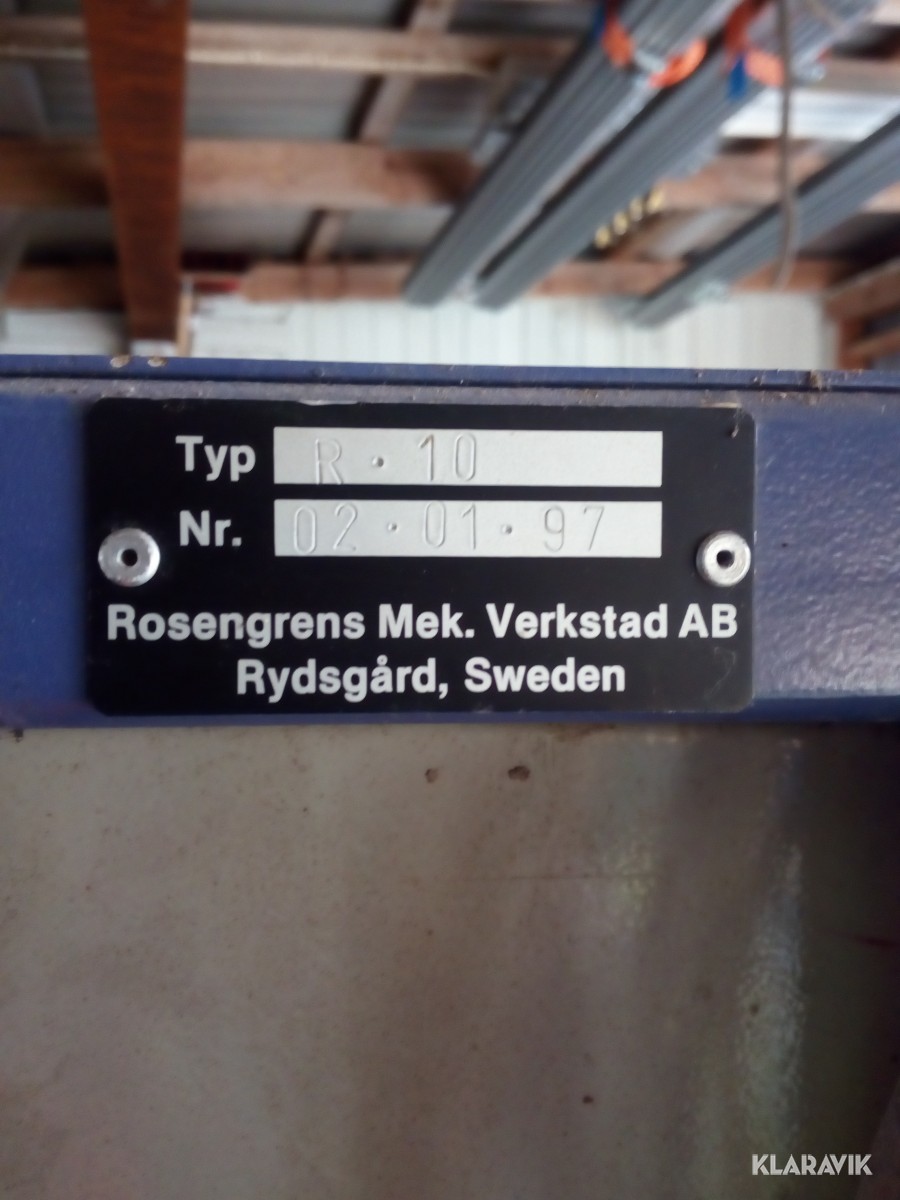 Typ R · 10
Nr. 02 · 01 · 97
Rosengrens Mek. Verkstad AB
Rydsgård, Sweden
KLARAVIK